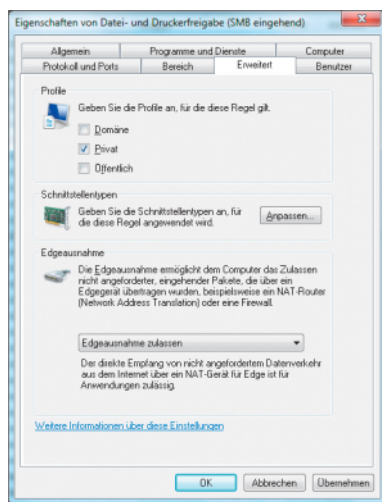 Eigenschaften von Datei- und Druckerfreigabe (SMB eingehend)
Allgemein Programme und Dienste Computer
Protokoll und Ports Bereich Erweitert Benutzer
Profile
Geben Sie die Profile an, für die diese Regel gilt.
Domäne
Privat
Öffentlich
Schnittstellentypen
Geben Sie die Schnittstellentypen an, für
die diese Regel angewendet wird.
Anpassen...
Edgeausnahme
Die Edgeausnahme ermöglicht dem Computer das Zulassen
nicht angeforderter, eingehender Pakete, die über ein
Edgegerät übertragen wurden, beispielsweise ein NAT-Router
(Network Address Translation) oder eine Firewall.
Edgeausnahme zulassen
Der direkte Empfang von nicht angefordertem Datenverkehr
aus dem Internet über ein NAT-Gerät für Edge ist für
Anwendungen zulässig.
Weitere Informationen über diese Einstellungen
OK Abbrechen Übernehmen